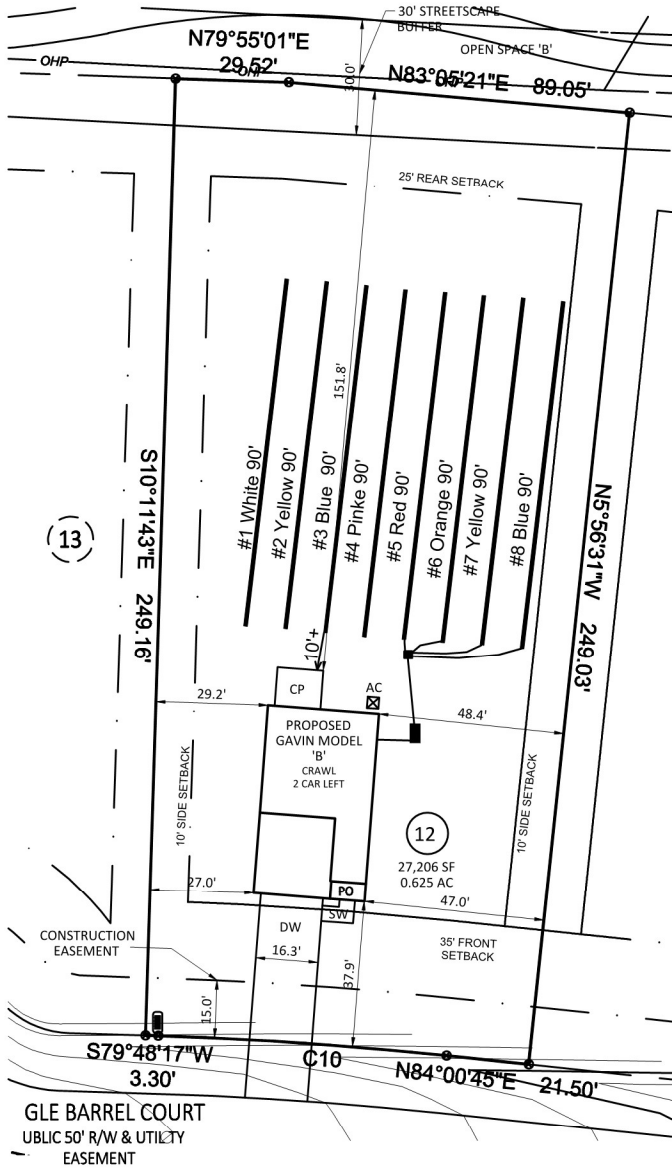 30' STREETSCAPE
BUFFER
N79°55'01"E
29.52'
OPEN SPACE 'B'
OHP
OHP
OHP
N83°05'21"E 89.05'
30.0'
25' REAR SETBACK
151.8'
#1 White 90'
#2 Yellow 90'
#3 Blue 90'
#4 Pinke 90'
#5 Red 90'
#6 Orange 90'
#7 Yellow 90'
#8 Blue 90'
S10°11'43"E 249.16'
N5°56'31"W 249.03'
13
10'+
CP
AC
29.2'
48.4'
PROPOSED
GAVIN MODEL
'B'
CRAWL
2 CAR LEFT
10' SIDE SETBACK
10' SIDE SETBACK
12
27,206 SF
0.625 AC
27.0'
PO
SW
47.0'
CONSTRUCTION
EASEMENT
DW
16.3'
35' FRONT
SETBACK
37.9'
15.0'
S79°48'17"W
3.30'
C10
N84°00'45"E 21.50'
GLE BARREL COURT
UBLIC 50' R/W & UTILITY
EASEMENT